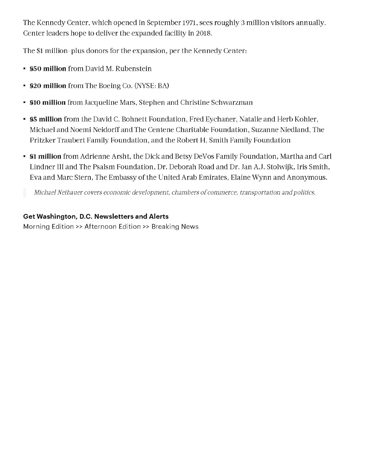 The Kennedy Center, which opened in September 1971, sees roughly 3 million visitors annually.
Center leaders hope to deliver the expanded facility in 2018.
The $1 million-plus donors for the expansion, per the Kennedy Center:
• $50 million from David M. Rubenstein
• $20 million from The Boeing Co. (NYSE: BA)
• $10 million from Jacqueline Mars, Stephen and Christine Schwarzman
• $5 million from the David C. Bohnett Foundation, Fred Eychaner, Natalie and Herb Kohler,
Michael and Noemi Neidorff and The Centene Charitable Foundation, Suzanne Niedland, The
Pritzker Traubert Family Foundation, and the Robert H. Smith Family Foundation
• $1 million from Adrienne Arsht, the Dick and Betsy DeVos Family Foundation, Martha and Carl
Lindner III and The Psalsm Foundation, Dr. Deborah Road and Dr. Jan A.J. Stolwijk, Iris Smith,
Eva and Marc Stern, The Embassy of the United Arab Emirates, Elaine Wynn and Anonymous.
Michael Neibauer covers economic development, chambers of commerce, transportation and politics.
Get Washington, D.C. Newsletters and Alerts
Morning Edition >> Afternoon Edition >> Breaking News